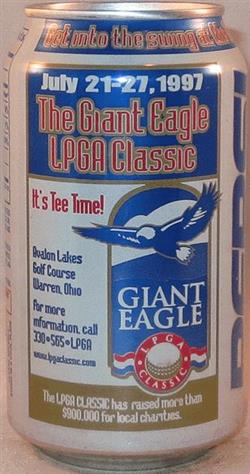 Get into the swing at the
July 21-27, 1997
The Giant Eagle
LPGA Classic
It's Tee Time!
Avalon Lakes
Golf Course
Warren, Ohio
For more
information, call
330•565•LPGA
www.lpgaclassic.com
GIANT
EAGLE
LPGA
CLASSIC
The LPGA CLASSIC has raised more than
$900,000 for local charities.